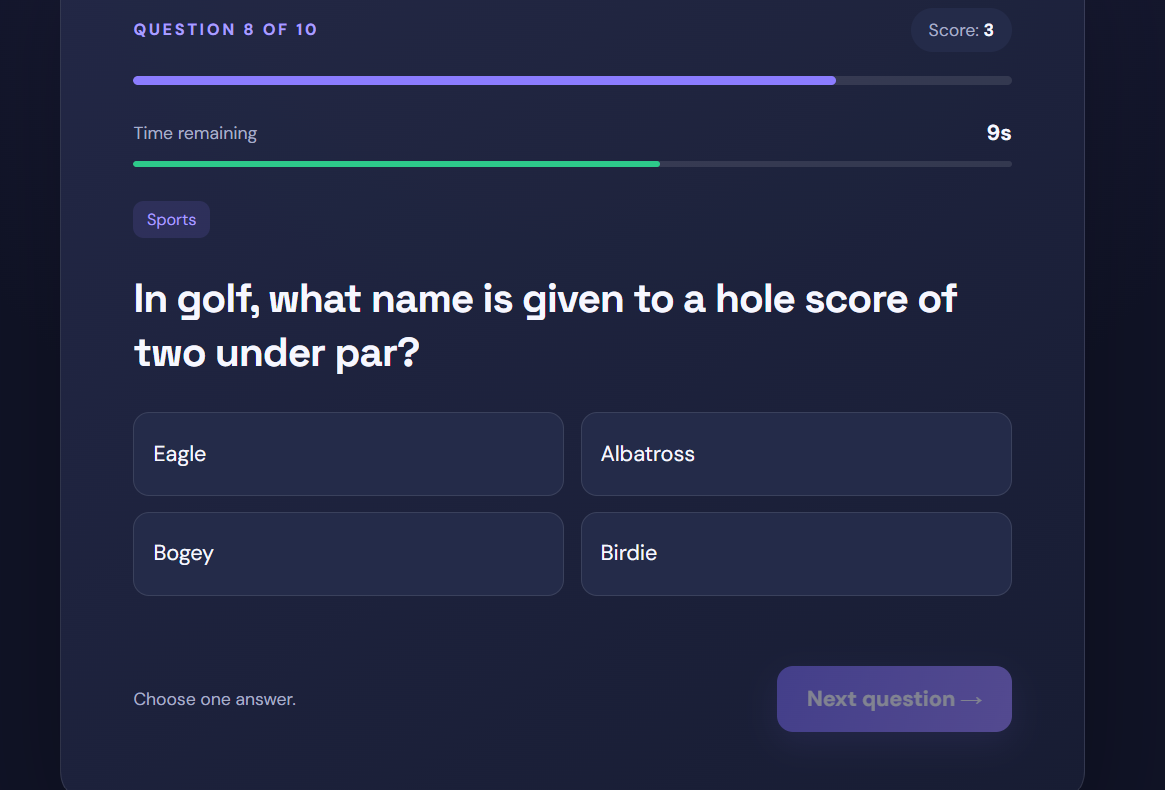 QUESTION 8 OF 10
Score: 3
Time remaining
9s
Sports
In golf, what name is given to a hole score of
two under par?
Eagle
Albatross
Bogey
Birdie
Choose one answer.
Next question →